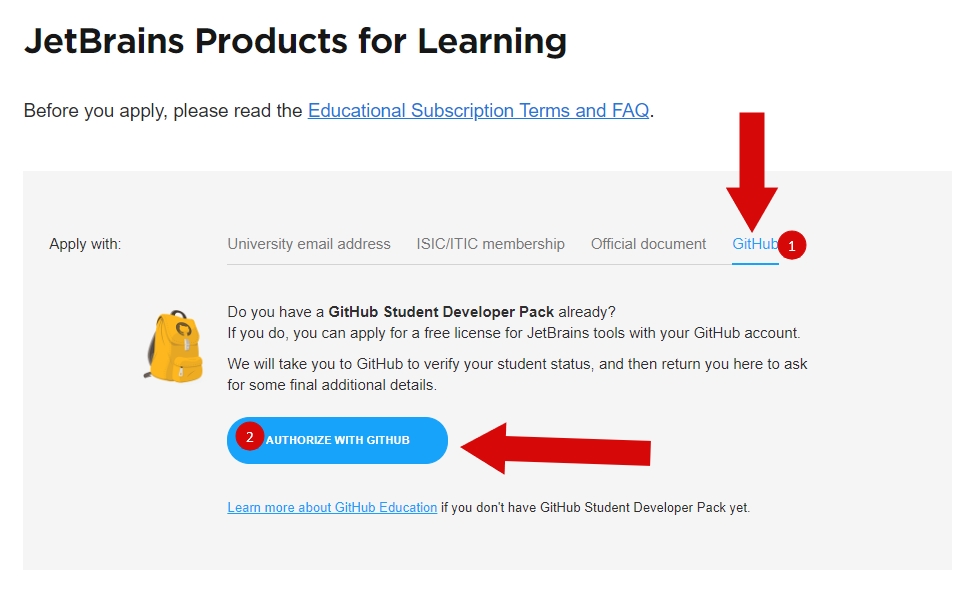 JetBrains Products for Learning
Before you apply, please read the Educational Subscription Terms and FAQ.
Apply with:
University email address
ISIC/ITIC membership
Official document
GitHub
1
Do you have a GitHub Student Developer Pack already?
If you do, you can apply for a free license for JetBrains tools with your GitHub account.
We will take you to GitHub to verify your student status, and then return you here to ask
for some final additional details.
2
AUTHORIZE WITH GITHUB
Learn more about GitHub Education if you don't have GitHub Student Developer Pack yet.